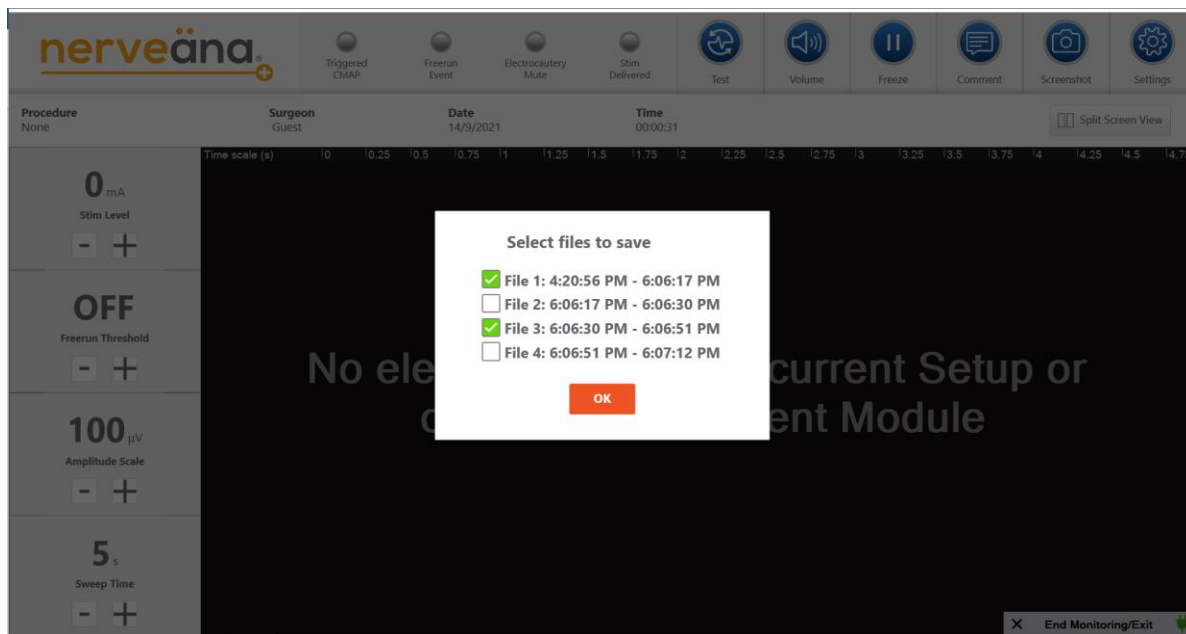 nerveäna
Triggered CMAP
Freerun Event
Electrocautery Mute
Stim Delivered
Test
Volume
Freeze
Comment
Screenshot
Settings
Procedure
None
Surgeon
Guest
Date
14/9/2021
Time
00:00:31
Split Screen View
Time scale (s) 0 0.25 0.5 0.75 1 1.25 1.5 1.75 2 2.25 2.5 2.75 3 3.25 3.5 3.75 4 4.25 4.5
0 mA
Stim Level
- +
OFF
Freerun Threshold
- +
100 µV
Amplitude Scale
- +
5 s
Sweep Time
- +
Select files to save
File 1: 4:20:56 PM - 6:06:17 PM
File 2: 6:06:17 PM - 6:06:30 PM
File 3: 6:06:30 PM - 6:06:51 PM
File 4: 6:06:51 PM - 6:07:12 PM
OK
No current Setup or
Module
X End Monitoring/Exit